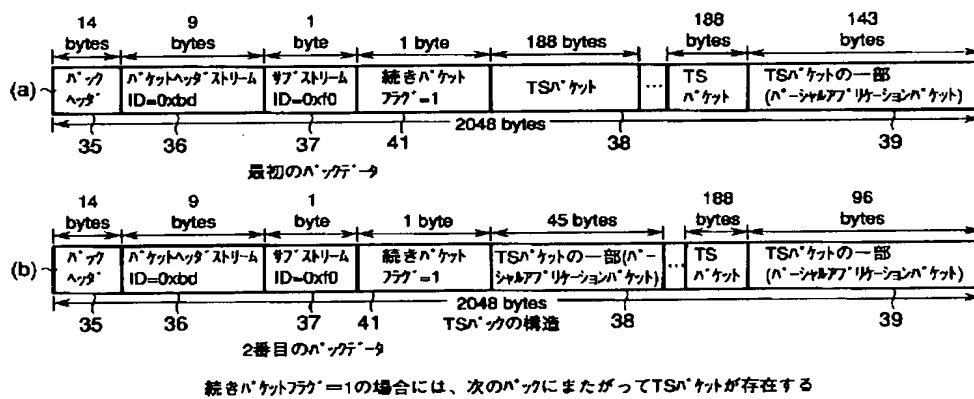 14 bytes
9 bytes
1 byte
1 byte
188 bytes
188 bytes
143 bytes
(a)
パックヘッダ
パケットヘッダストリームID=0xbd
サブストリームID=0xf0
続きパケットフラグ=1
TSパケット
...
TSパケット
TSパケットの一部(パーシャルアプリケーションパケット)
2048 bytes
35
36
37
41
38
39
最初のパックデータ
14 bytes
9 bytes
1 byte
1 byte
45 bytes
188 bytes
96 bytes
(b)
パックヘッダ
パケットヘッダストリームID=0xbd
サブストリームID=0xf0
続きパケットフラグ=1
TSパケットの一部(パーシャルアプリケーションパケット)
...
TSパケット
TSパケットの一部(パーシャルアプリケーションパケット)
2048 bytes
35
36
37
41
TSパックの構造
38
39
2番目のパックデータ
続きパケットフラグ=1の場合には、次のパックにまたがってTSパケットが存在する